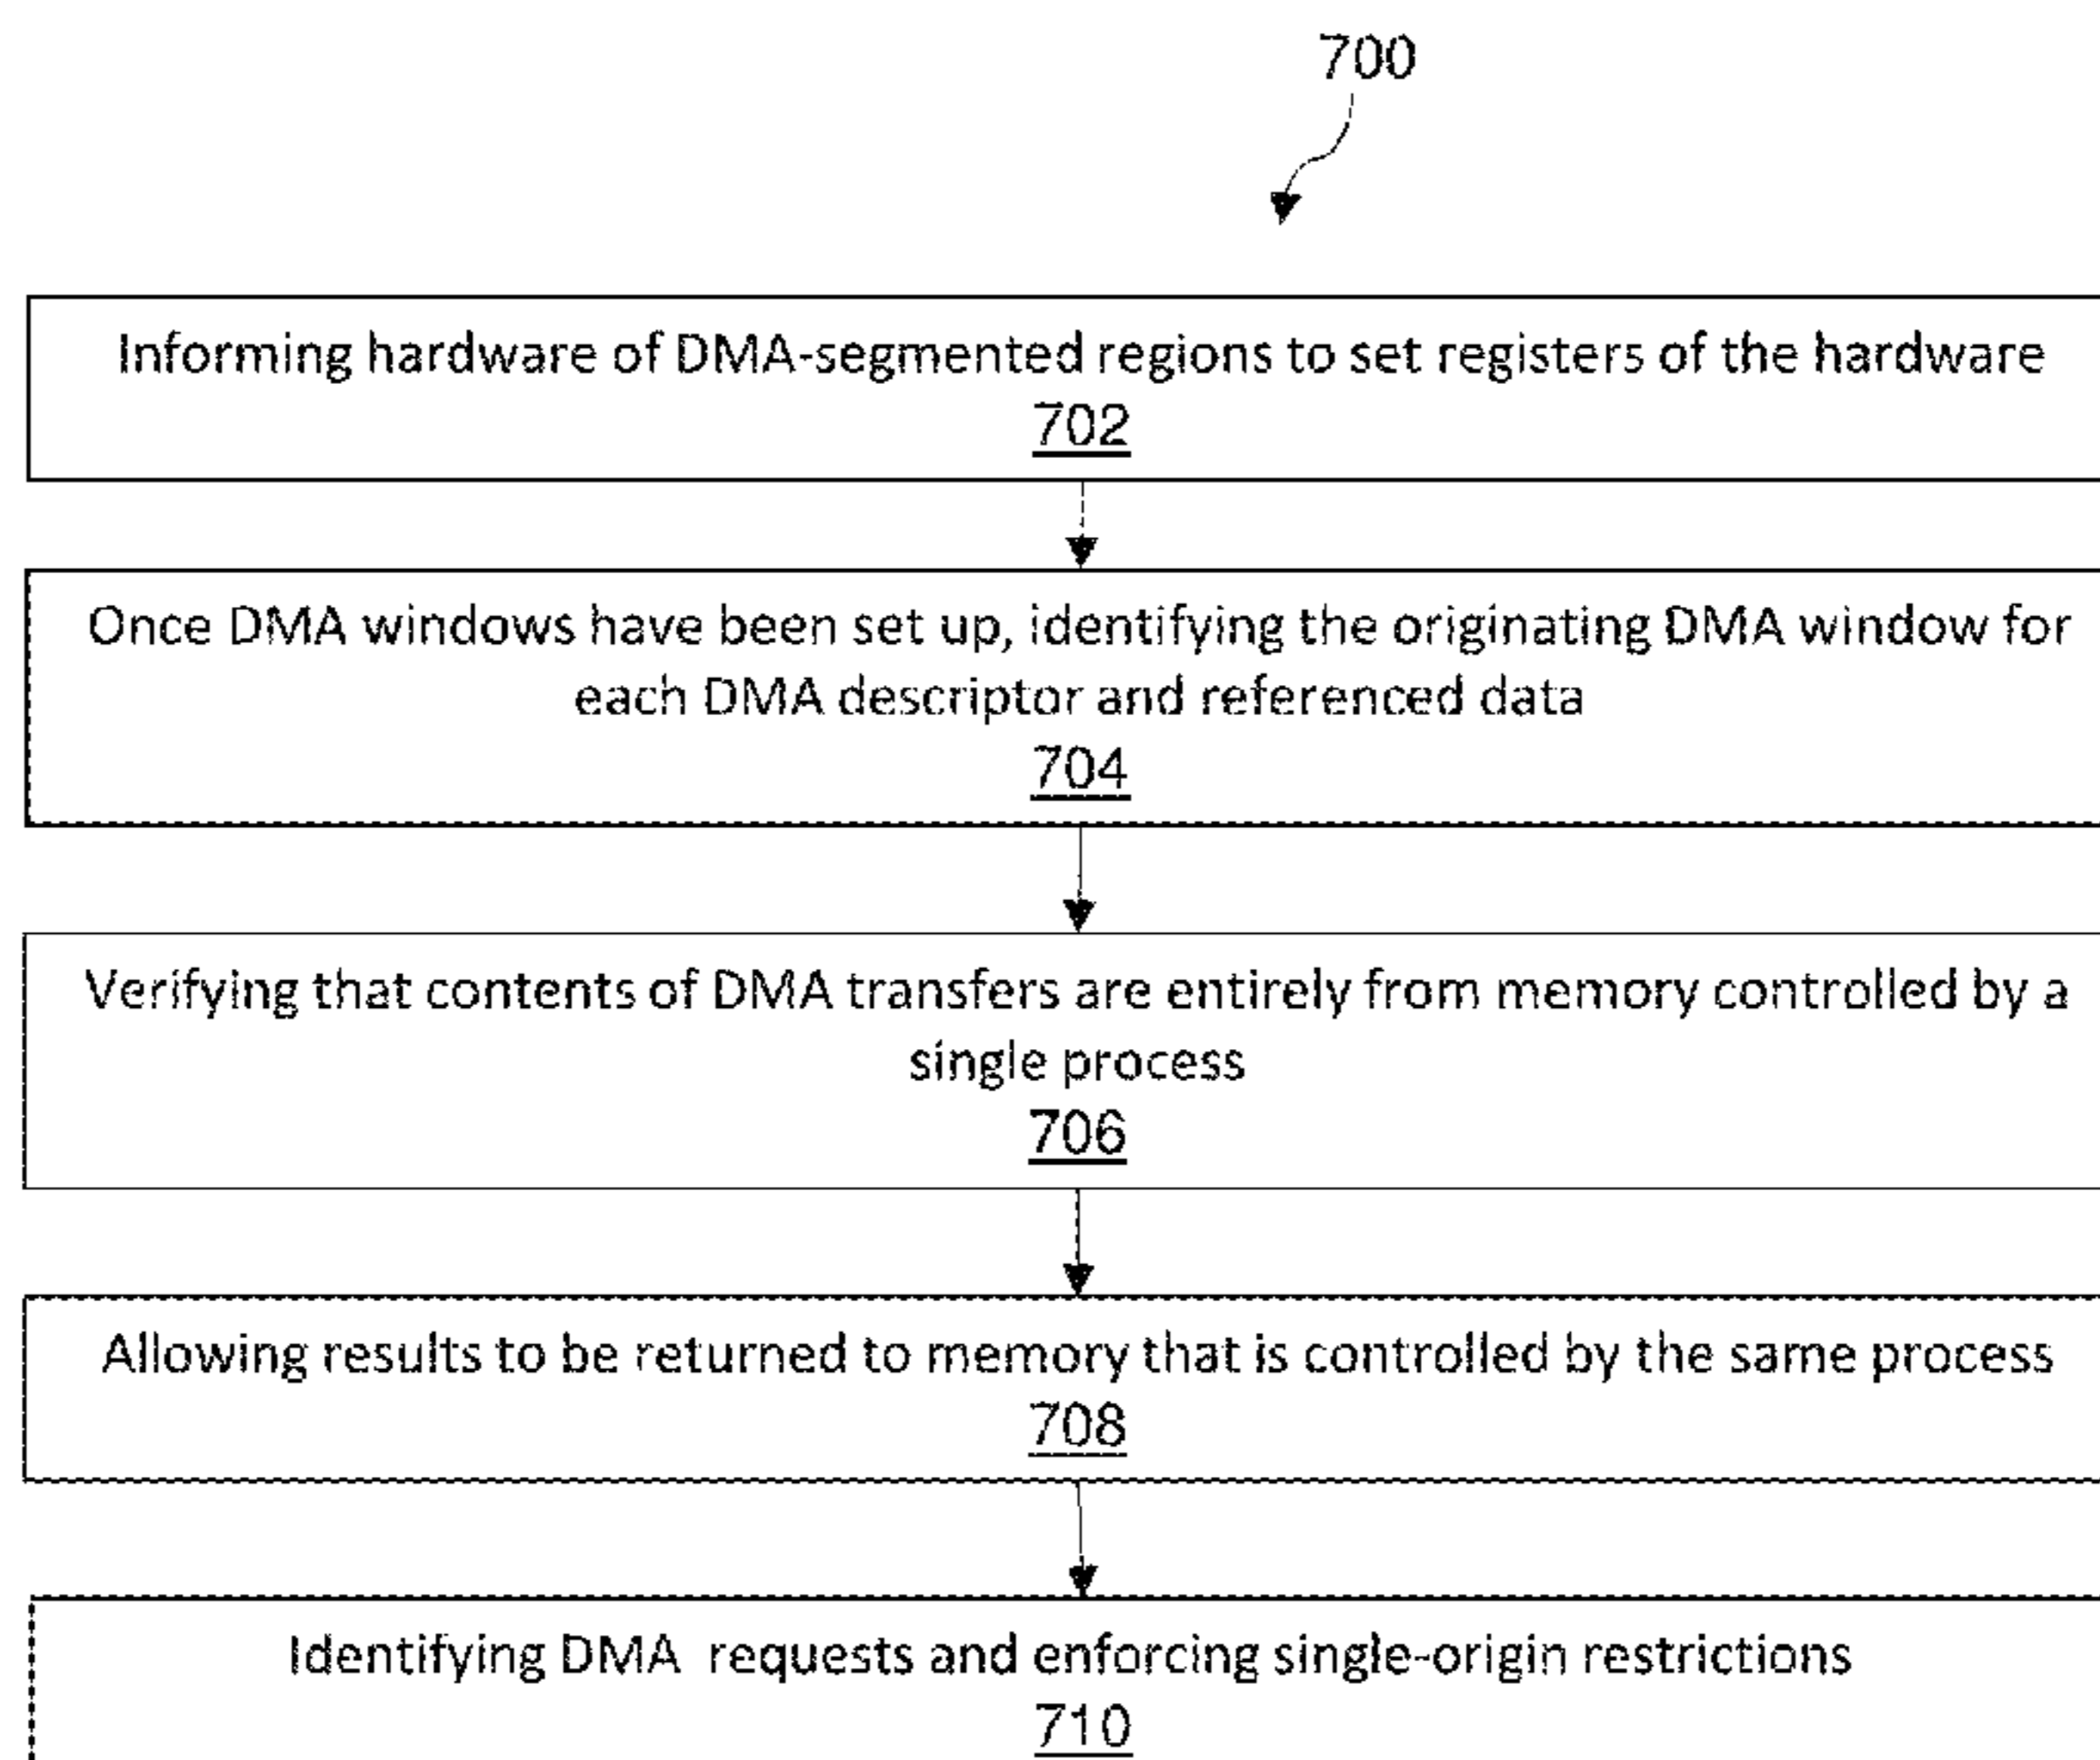 700
Informing hardware of DMA-segmented regions to set registers of the hardware
702
Once DMA windows have been set up, identifying the originating DMA window for
each DMA descriptor and referenced data
704
Verifying that contents of DMA transfers are entirely from memory controlled by a
single process
706
Allowing results to be returned to memory that is controlled by the same process
708
Identifying DMA requests and enforcing single-origin restrictions
710